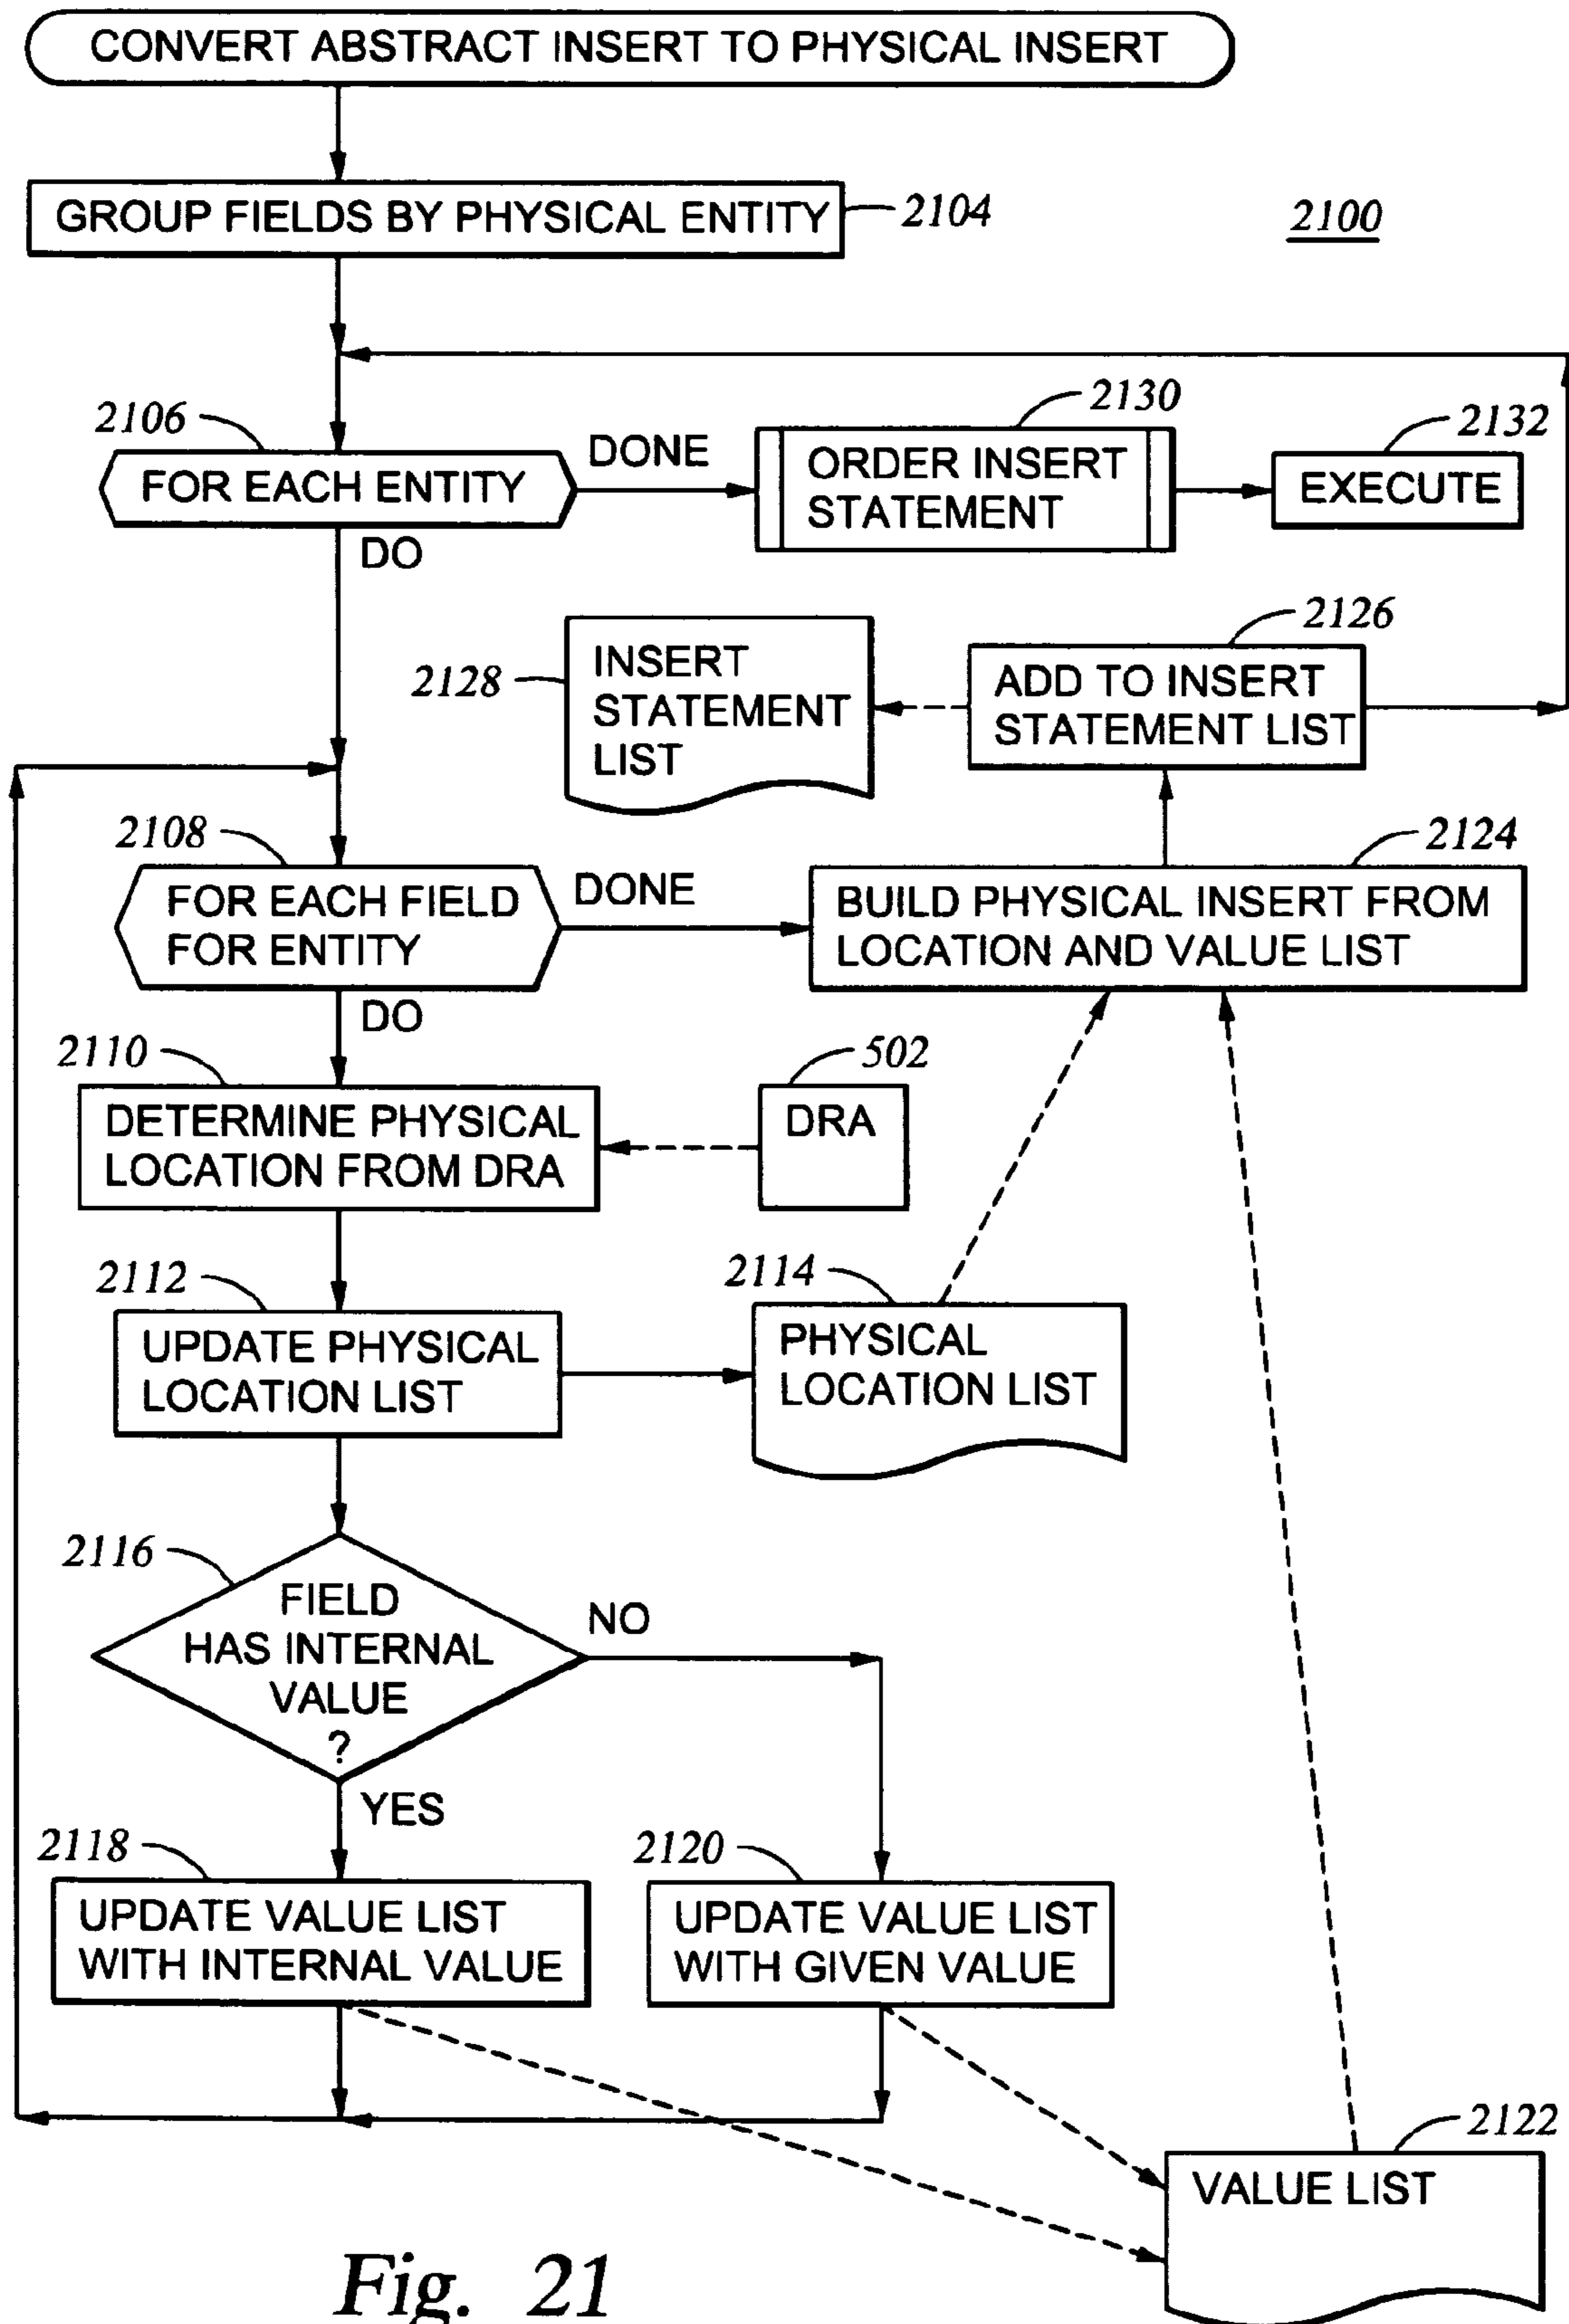 CONVERT ABSTRACT INSERT TO PHYSICAL INSERT
GROUP FIELDS BY PHYSICAL ENTITY
2104
2100
2106
FOR EACH ENTITY
DONE
DO
2130
ORDER INSERT
STATEMENT
2132
EXECUTE
2128
INSERT
STATEMENT
LIST
2126
ADD TO INSERT
STATEMENT LIST
2108
FOR EACH FIELD
FOR ENTITY
DONE
DO
2124
BUILD PHYSICAL INSERT FROM
LOCATION AND VALUE LIST
2110
DETERMINE PHYSICAL
LOCATION FROM DRA
502
DRA
2112
UPDATE PHYSICAL
LOCATION LIST
2114
PHYSICAL
LOCATION LIST
2116
FIELD
HAS INTERNAL
VALUE
?
NO
YES
2118
UPDATE VALUE LIST
WITH INTERNAL VALUE
2120
UPDATE VALUE LIST
WITH GIVEN VALUE
2122
VALUE LIST
Fig. 21